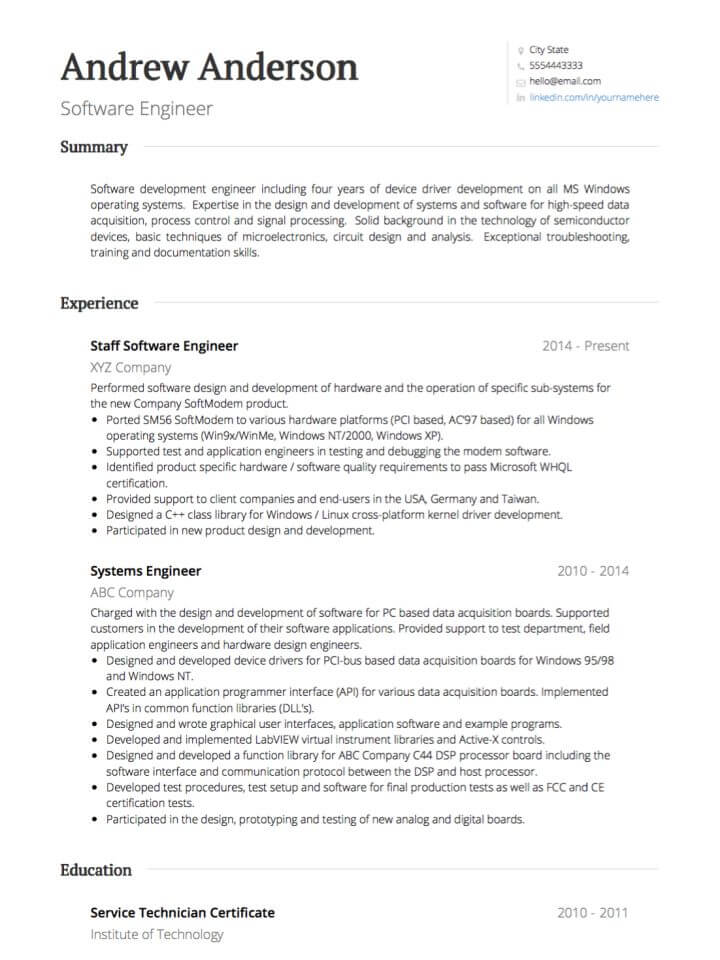 Andrew Anderson
Software Engineer
City State
5554443333
hello@email.com
linkedin.com/in/yournamehere
Summary
Software development engineer including four years of device driver development on all MS Windows
operating systems. Expertise in the design and development of systems and software for high-speed data
acquisition, process control and signal processing. Solid background in the technology of semiconductor
devices, basic techniques of microelectronics, circuit design and analysis. Exceptional troubleshooting,
training and documentation skills.
Experience
Staff Software Engineer 2014 - Present
XYZ Company
Performed software design and development of hardware and the operation of specific sub-systems for
the new Company SoftModem product.
• Ported SM56 SoftModem to various hardware platforms (PCI based, AC'97 based) for all Windows
operating systems (Win9x/WinMe, Windows NT/2000, Windows XP).
• Supported test and application engineers in testing and debugging the modem software.
• Identified product specific hardware / software quality requirements to pass Microsoft WHQL
certification.
• Provided support to client companies and end-users in the USA, Germany and Taiwan.
• Designed a C++ class library for Windows / Linux cross-platform kernel driver development.
• Participated in new product design and development.
Systems Engineer 2010 - 2014
ABC Company
Charged with the design and development of software for PC based data acquisition boards. Supported
customers in the development of their software applications. Provided support to test department, field
application engineers and hardware design engineers.
• Designed and developed device drivers for PCI-bus based data acquisition boards for Windows 95/98
and Windows NT.
• Created an application programmer interface (API) for various data acquisition boards. Implemented
API's in common function libraries (DLL's).
• Designed and wrote graphical user interfaces, application software and example programs.
• Developed and implemented LabVIEW virtual instrument libraries and Active-X controls.
• Designed and developed a function library for ABC Company C44 DSP processor board including the
software interface and communication protocol between the DSP and host processor.
• Developed test procedures, test setup and software for final production tests as well as FCC and CE
certification tests.
• Participated in the design, prototyping and testing of new analog and digital boards.
Education
Service Technician Certificate 2010 - 2011
Institute of Technology